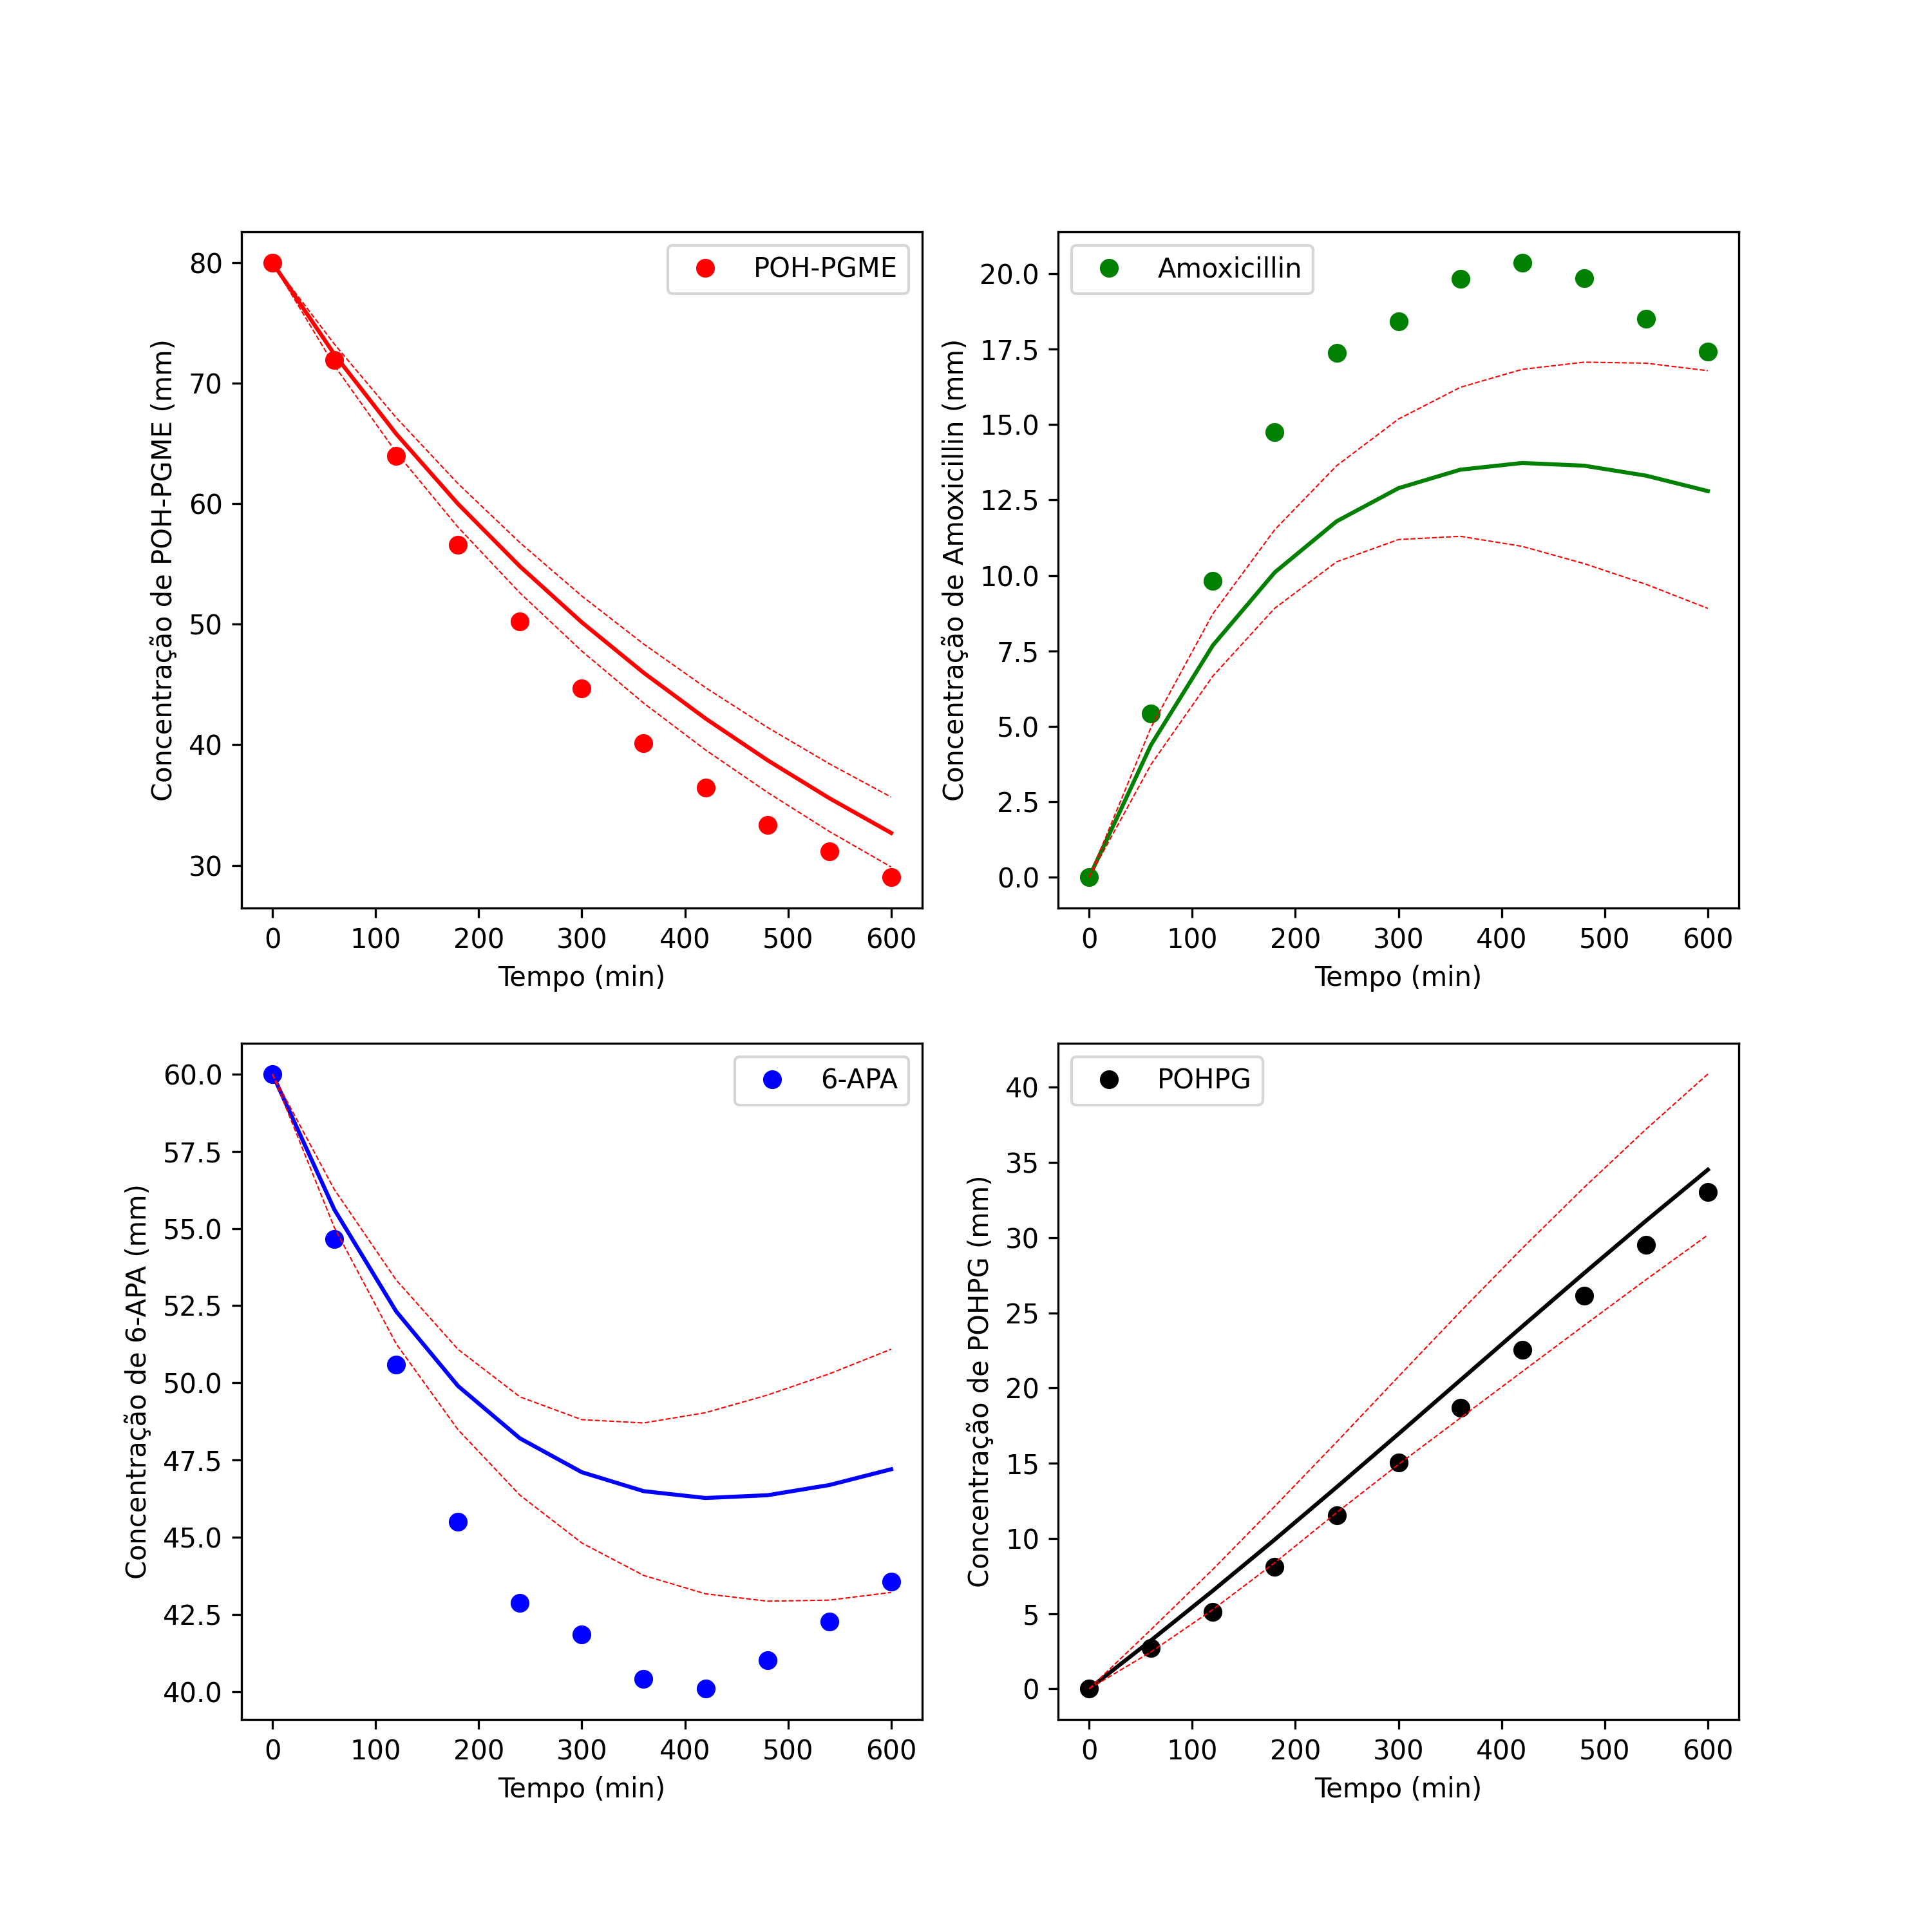 POH-PGME
Concentração de POH-PGME (mm)
80
70
60
50
40
30
0 100 200 300 400 500 600
Tempo (min)
Amoxicillin
Concentração de Amoxicillin (mm)
20.0
17.5
15.0
12.5
10.0
7.5
5.0
2.5
0.0
0 100 200 300 400 500 600
Tempo (min)
6-APA
Concentração de 6-APA (mm)
60.0
57.5
55.0
52.5
50.0
47.5
45.0
42.5
40.0
0 100 200 300 400 500 600
Tempo (min)
POHPG
Concentração de POHPG (mm)
40
35
30
25
20
15
10
5
0
0 100 200 300 400 500 600
Tempo (min)